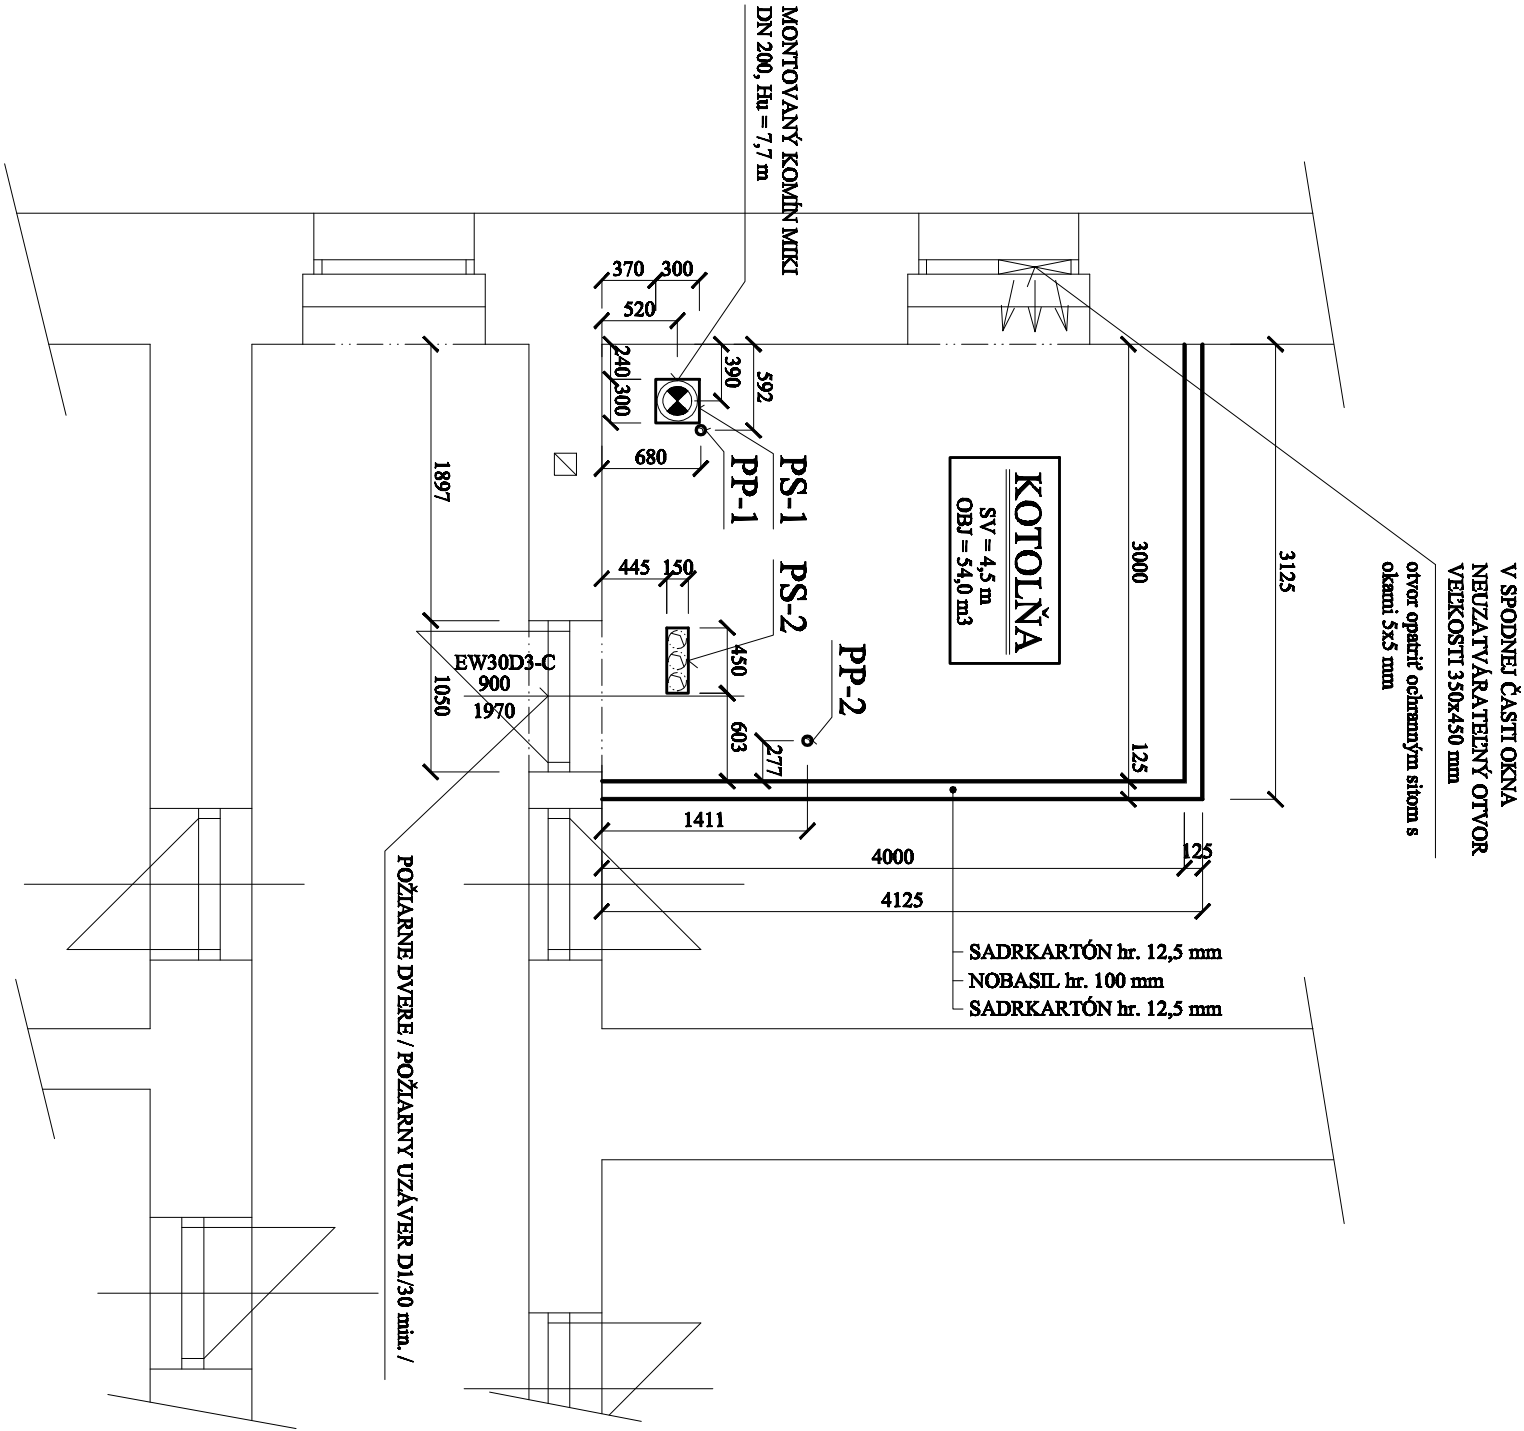 MONTOVANÝ KOMÍN MIKI
DN 200, Hu = 7,7 m
V SPODNEJ ČASTI OKNA
NEUZATVÁRATEĽNÝ OTVOR
VEĽKOSTI 350x450 mm
otvor opatriť ochranným sitom s
okami 5x5 mm
370
300
520
240
300
390
592
680
PP-1
PS-1
PS-2
PP-2
KOTOLŇA
SV = 4,5 m
OBJ = 54,0 m3
3000
3125
125
1897
1050
445
150
450
603
277
EW30D3-C
900
1970
1411
4000
125
4125
SADRKARTÓN hr. 12,5 mm
NOBASIL hr. 100 mm
SADRKARTÓN hr. 12,5 mm
POŽIARNE DVERE / POŽIARNY UZÁVER D1/30 min. /